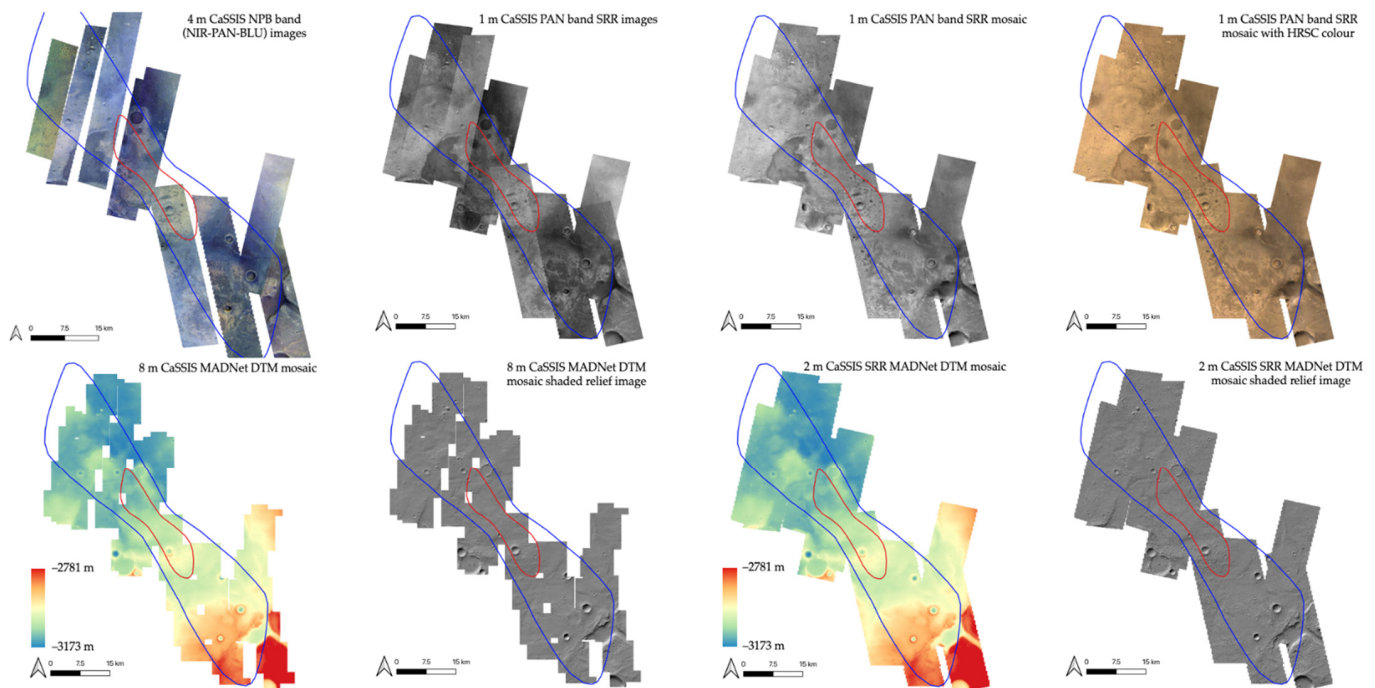 4 m CaSSIS NPB band
(NIR-PAN-BLU) images
1 m CaSSIS PAN band SRR images
1 m CaSSIS PAN band SRR mosaic
1 m CaSSIS PAN band SRR
mosaic with HRSC colour
0 7.5 15 km
0 7.5 15 km
0 7.5 15 km
0 7.5 15 km
8 m CaSSIS MADNet DTM mosaic
8 m CaSSIS MADNet DTM
mosaic shaded relief image
2 m CaSSIS SRR MADNet DTM mosaic
2 m CaSSIS SRR MADNet DTM
mosaic shaded relief image
−2781 m
−3173 m
−2781 m
−3173 m
0 7.5 15 km
0 7.5 15 km
0 7.5 15 km
0 7.5 15 km